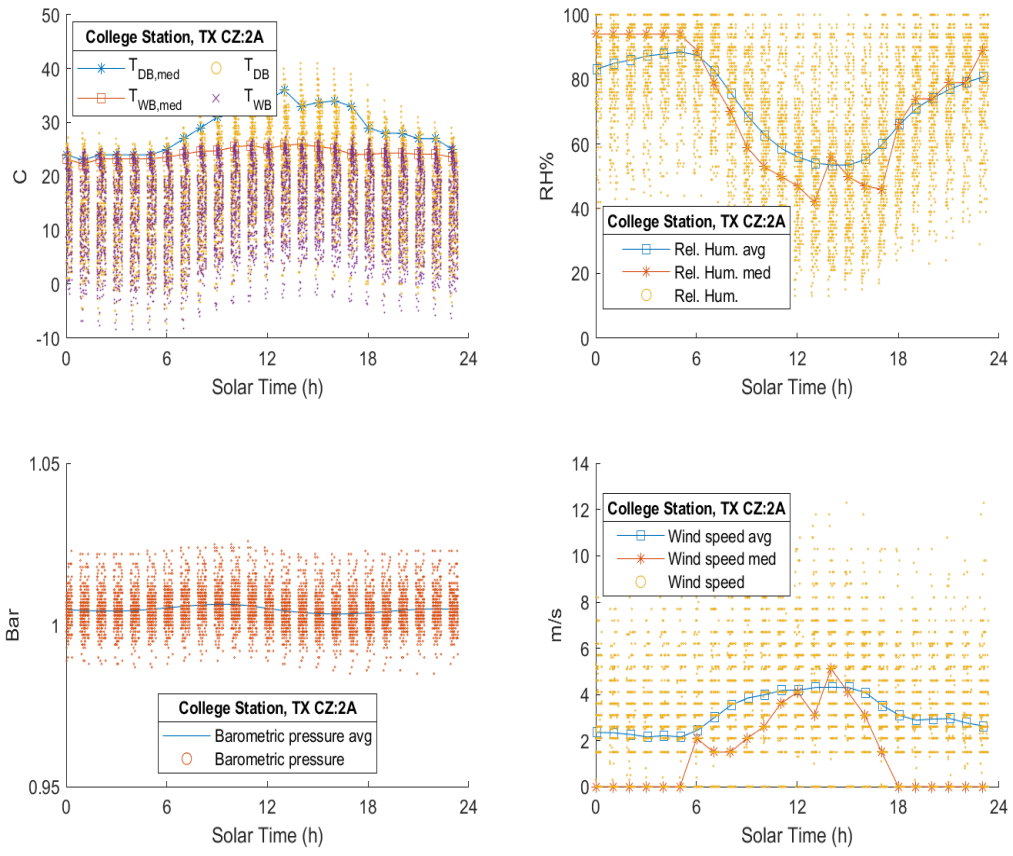 50
40
30
20
10
0
-10
C
College Station, TX CZ:2A
T_DB,med T_DB
T_WB,med T_WB
0 6 12 18 24
Solar Time (h)
100
80
60
40
20
0
RH%
College Station, TX CZ:2A
Rel. Hum. avg
Rel. Hum. med
Rel. Hum.
0 6 12 18 24
Solar Time (h)
1.05
1
0.95
Bar
College Station, TX CZ:2A
Barometric pressure avg
Barometric pressure
0 6 12 18 24
Solar Time (h)
14
12
10
8
6
4
2
0
m/s
College Station, TX CZ:2A
Wind speed avg
Wind speed med
Wind speed
0 6 12 18 24
Solar Time (h)